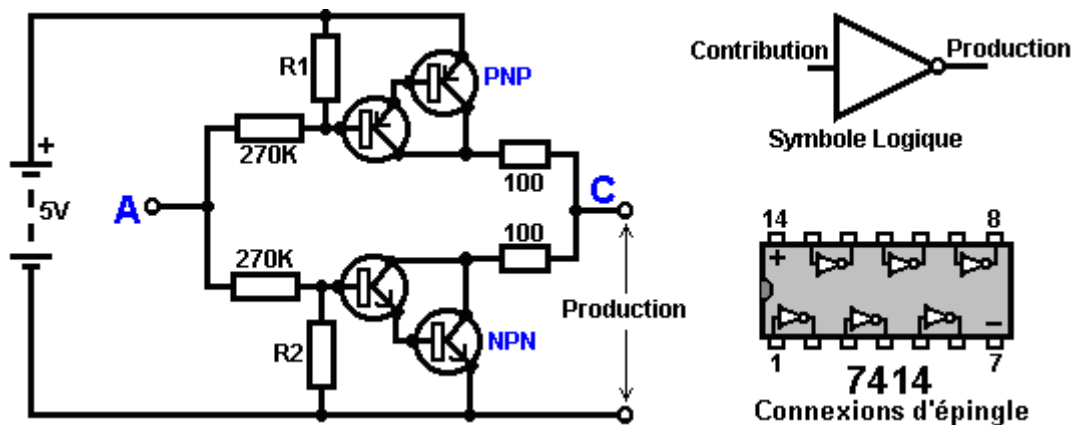 R1
PNP
270K
100
+
5V
A
C
270K
100
R2
NPN
Production
Contribution
Production
Symbole Logique
14
8
+
−
1
7
7414
Connexions d'épingle